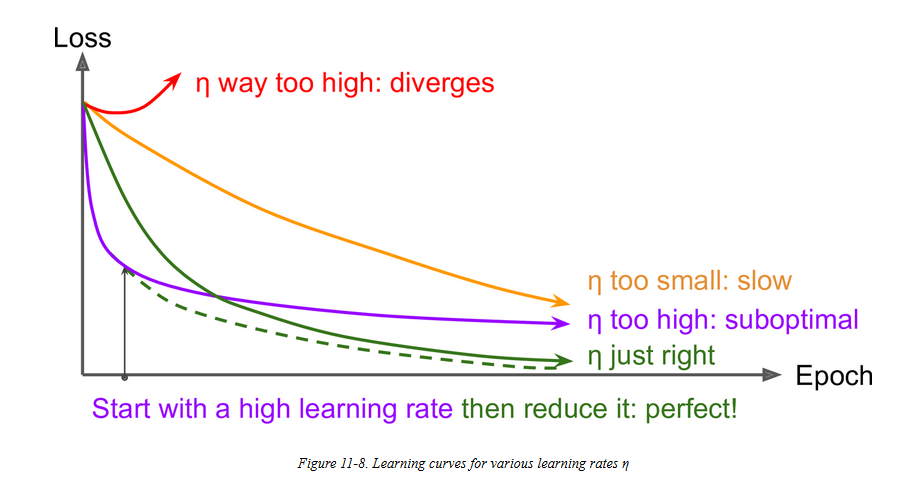 Loss
η way too high: diverges
η too small: slow
η too high: suboptimal
η just right
Epoch
Start with a high learning rate then reduce it: perfect!
Figure 11-8. Learning curves for various learning rates η